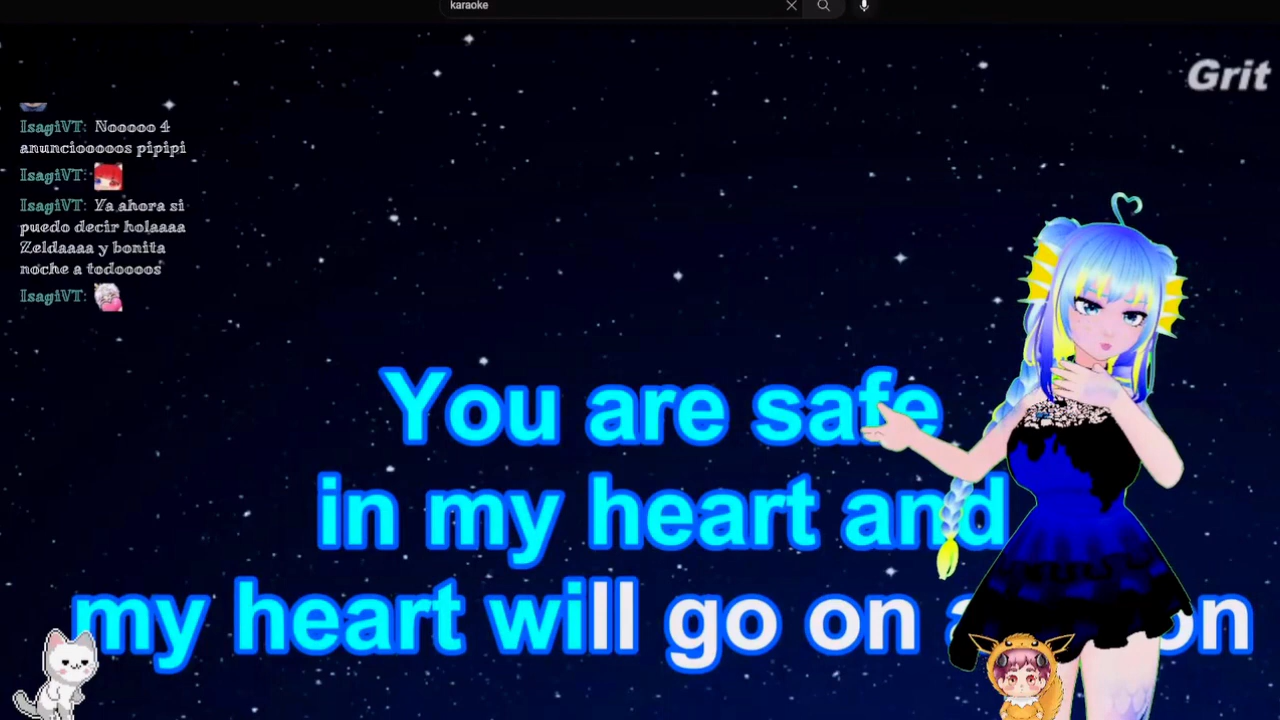 karaoke
Grit
IsagiVT: Nooooo 4
anunciooooos pipipi
IsagiVT:
IsagiVT: Ya ahora si
puedo decir holaaaa
Zeldaaaa y bonita
noche a todoooos
IsagiVT:
You are safe
in my heart and
my heart will go on on